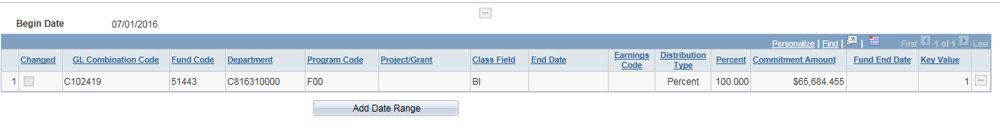 Begin Date 07/01/2016
Personalize | Find | | First 1 of 1 Last
Changed GL Combination Code Fund Code Department Program Code Project/Grant Class Field End Date Earnings Code Distribution Type Percent Commitment Amount Fund End Date Key Value
1 C102419 51443 C816310000 F00 BI Percent 100.000 $65,684.455 1
Add Date Range